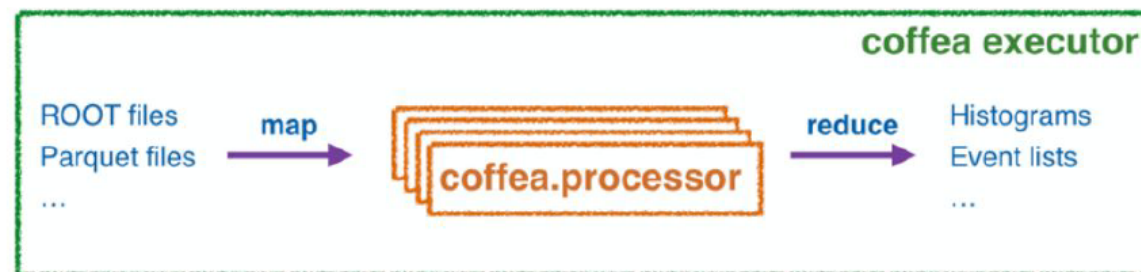 coffea executor
ROOT files
Parquet files
...
map
coffea.processor
reduce
Histograms
Event lists
...